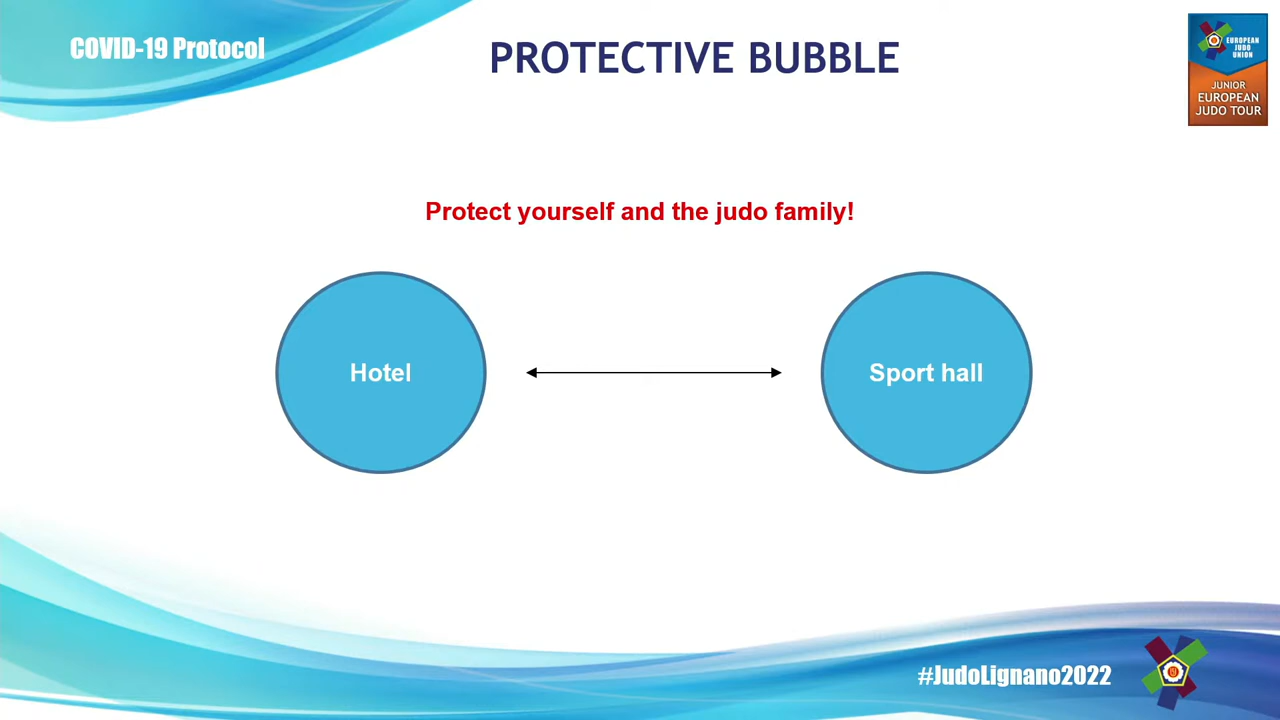 COVID-19 Protocol
PROTECTIVE BUBBLE
EUROPEAN
JUDO
UNION
JUNIOR
EUROPEAN
JUDO TOUR
Protect yourself and the judo family!
Hotel
Sport hall
#JudoLignano2022